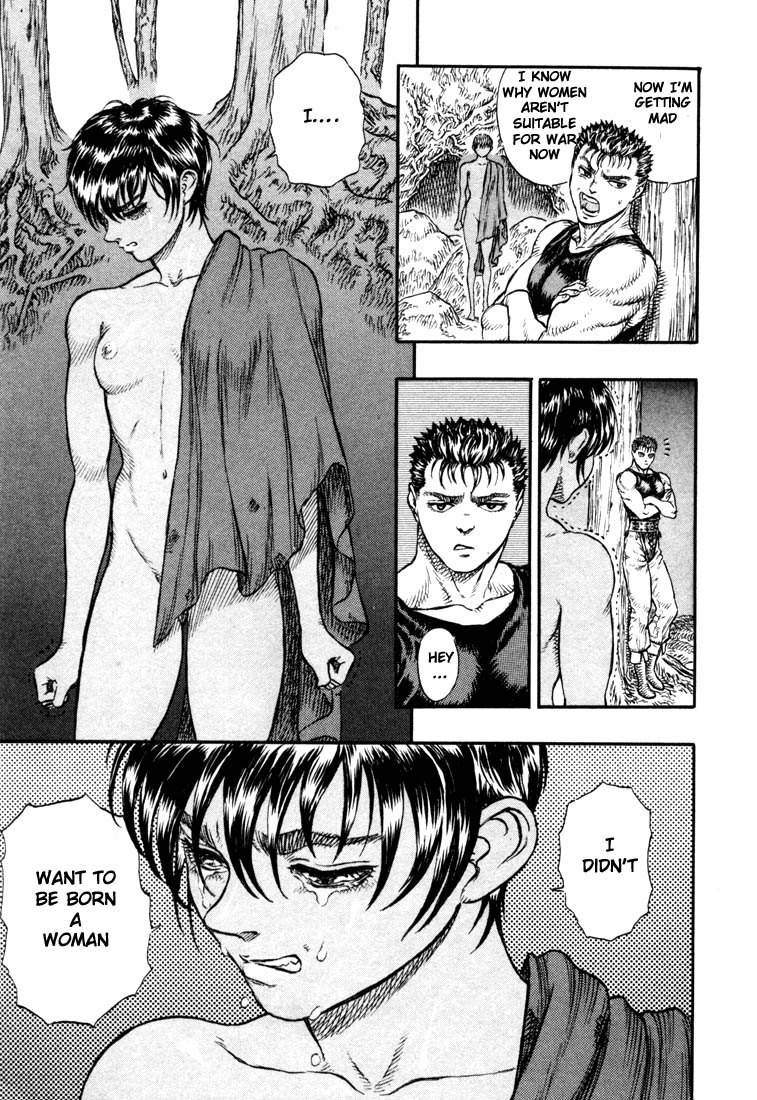 NOW I'M
GETTING
MAD
I KNOW
WHY WOMEN
AREN'T
SUITABLE
FOR WAR
NOW
HEY
...
I....
I
DIDN'T
WANT TO
BE BORN
A
WOMAN